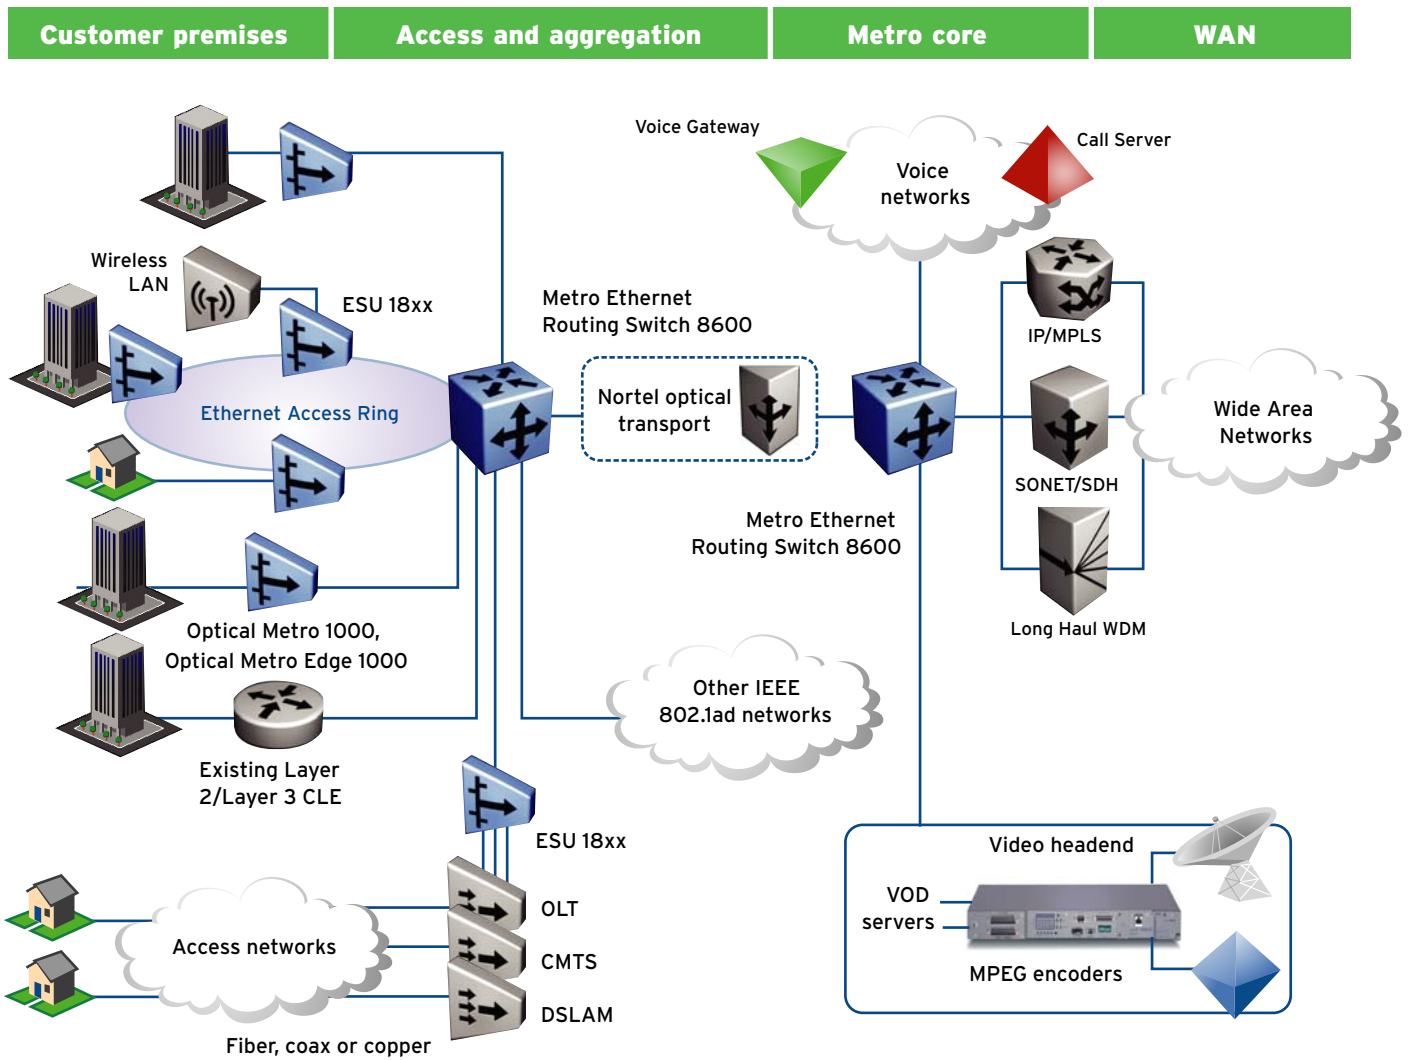 Customer premises
Access and aggregation
Metro core
WAN
Voice Gateway
Call Server
Voice
networks
Wireless
LAN
ESU 18xx
Metro Ethernet
Routing Switch 8600
IP/MPLS
Ethernet Access Ring
Nortel optical
transport
Wide Area
Networks
SONET/SDH
Metro Ethernet
Routing Switch 8600
Optical Metro 1000,
Optical Metro Edge 1000
Long Haul WDM
Other IEEE
802.1ad networks
Existing Layer
2/Layer 3 CLE
ESU 18xx
Video headend
VOD
servers
MPEG encoders
OLT
Access networks
CMTS
DSLAM
Fiber, coax or copper